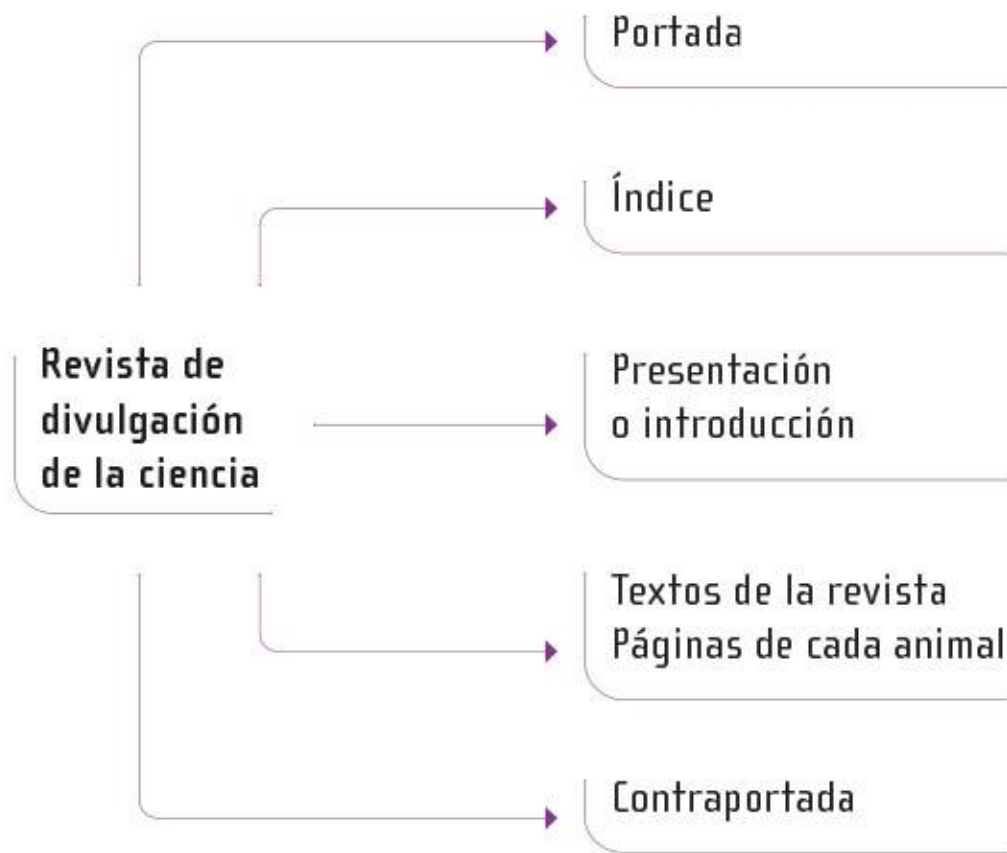 Portada
Índice
Revista de
divulgación
de la ciencia
Presentación
o introducción
Textos de la revista
Páginas de cada animal
Contraportada